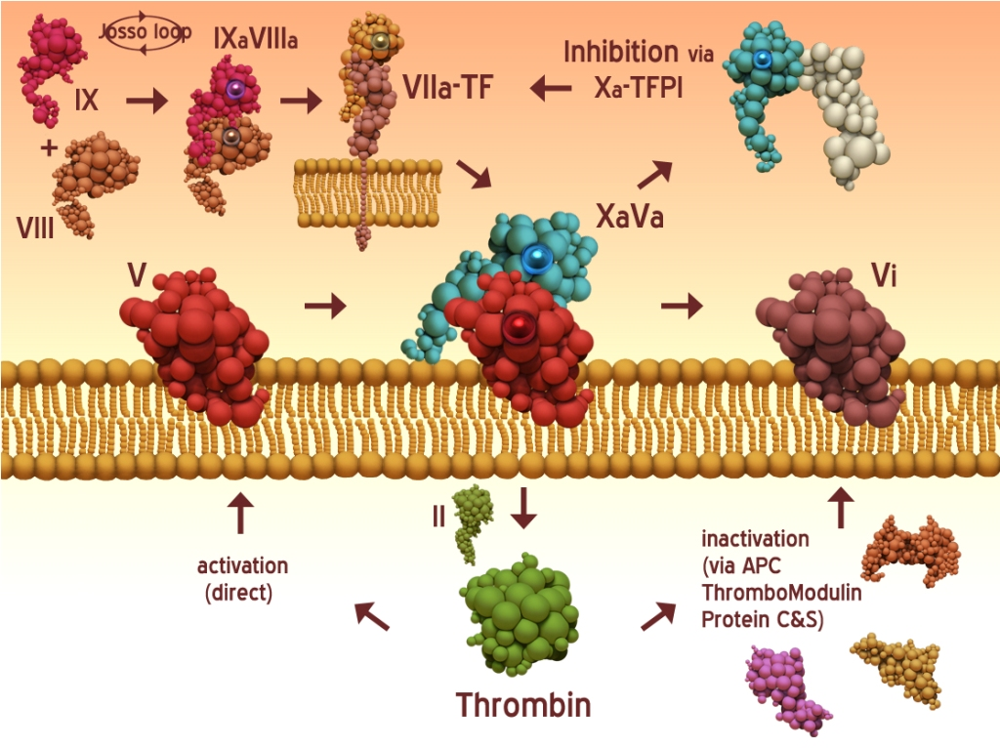 Josso loop
IXaVIIIa
IX
+
VIII
VIIa-TF
Inhibition via
Xa-TFPI
XaVa
V
Vi
II
activation
(direct)
inactivation
(via APC
ThromboModulin
Protein C&S)
Thrombin